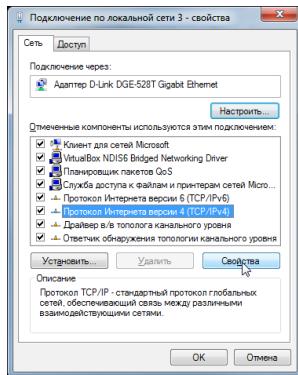 Подключение по локальной сети 3 - свойства
Сеть
Доступ
Подключение через:
Адаптер D-Link DGE-528T Gigabit Ethernet
Настроить...
Отмеченные компоненты используются этим подключением:
Клиент для сетей Microsoft
VirtualBox NDIS6 Bridged Networking Driver
Планировщик пакетов QoS
Служба доступа к файлам и принтерам сетей Micro...
Протокол Интернета версии 6 (TCP/IPv6)
Протокол Интернета версии 4 (TCP/IPv4)
Драйвер в/в тополога канального уровня
Ответчик обнаружения топологии канального уровня
Установить...
Удалить
Свойства
Описание
Протокол TCP/IP - стандартный протокол глобальных
сетей, обеспечивающий связь между различными
взаимодействующими сетями.
OK
Отмена